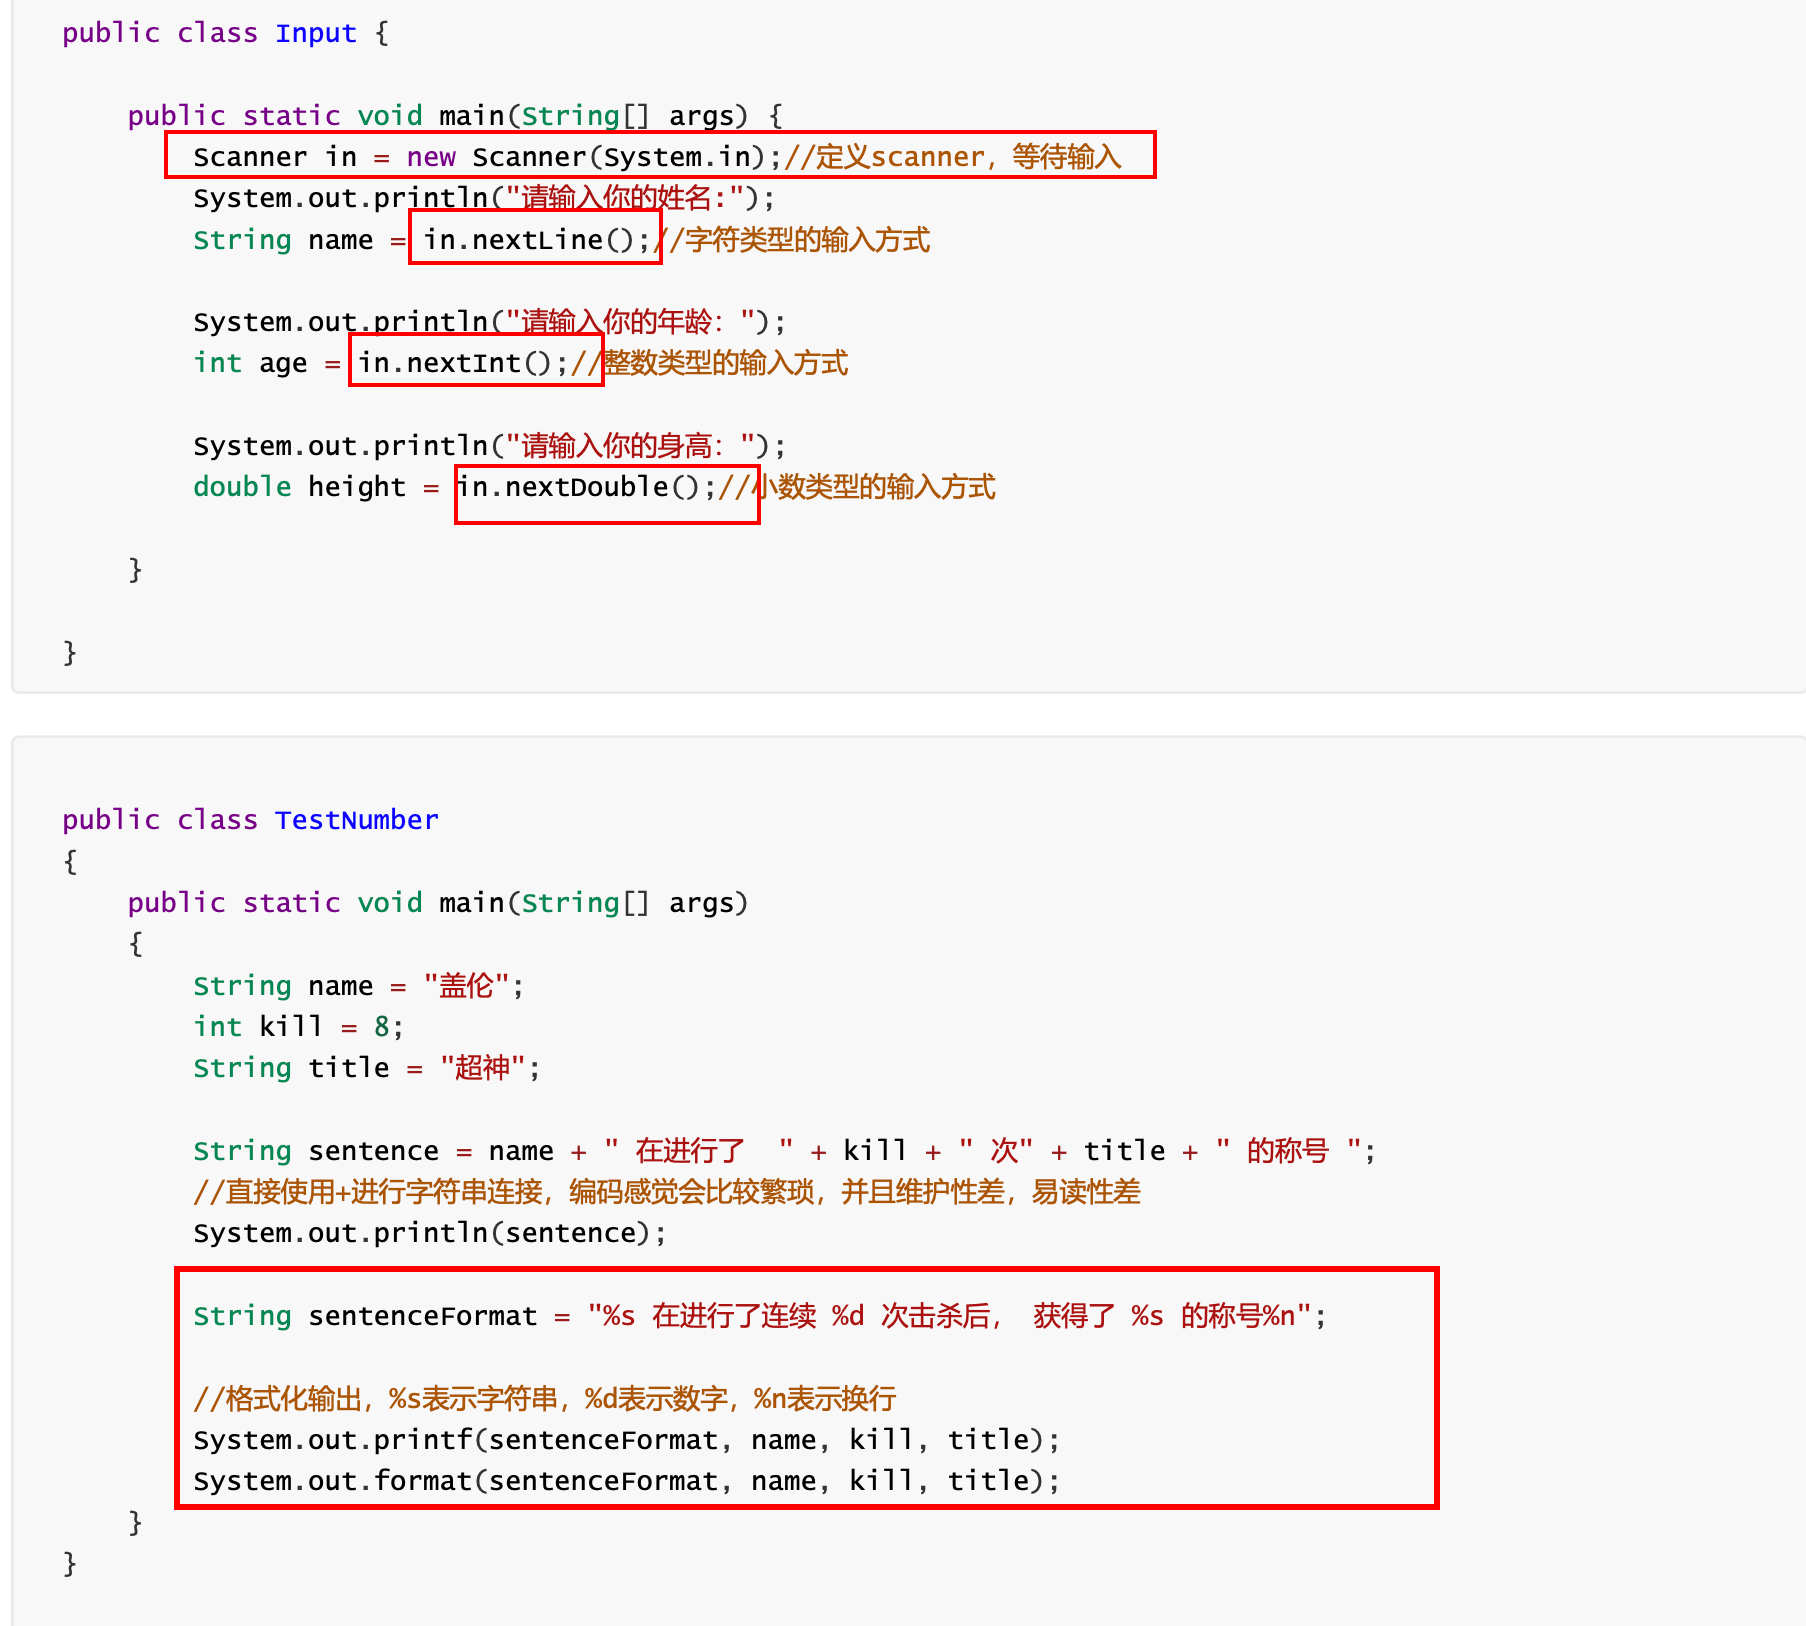 public class Input {
public static void main(String[] args) {
Scanner in = new Scanner(System.in);//定义scanner，等待输入
System.out.println("请输入你的姓名:");
String name = in.nextLine();//字符类型的输入方式
System.out.println("请输入你的年龄：");
int age = in.nextInt();//整数类型的输入方式
System.out.println("请输入你的身高：");
double height = in.nextDouble();//小数类型的输入方式
}
}
public class TestNumber
{
public static void main(String[] args)
{
String name = "盖伦";
int kill = 8;
String title = "超神";
String sentence = name + " 在进行了  " + kill + " 次" + title + " 的称号 ";
//直接使用+进行字符串连接，编码感觉会比较繁琐，并且维护性差，易读性差
System.out.println(sentence);
String sentenceFormat = "%s 在进行了连续 %d 次击杀后， 获得了 %s 的称号%n";
//格式化输出，%s表示字符串，%d表示数字，%n表示换行
System.out.printf(sentenceFormat, name, kill, title);
System.out.format(sentenceFormat, name, kill, title);
}
}